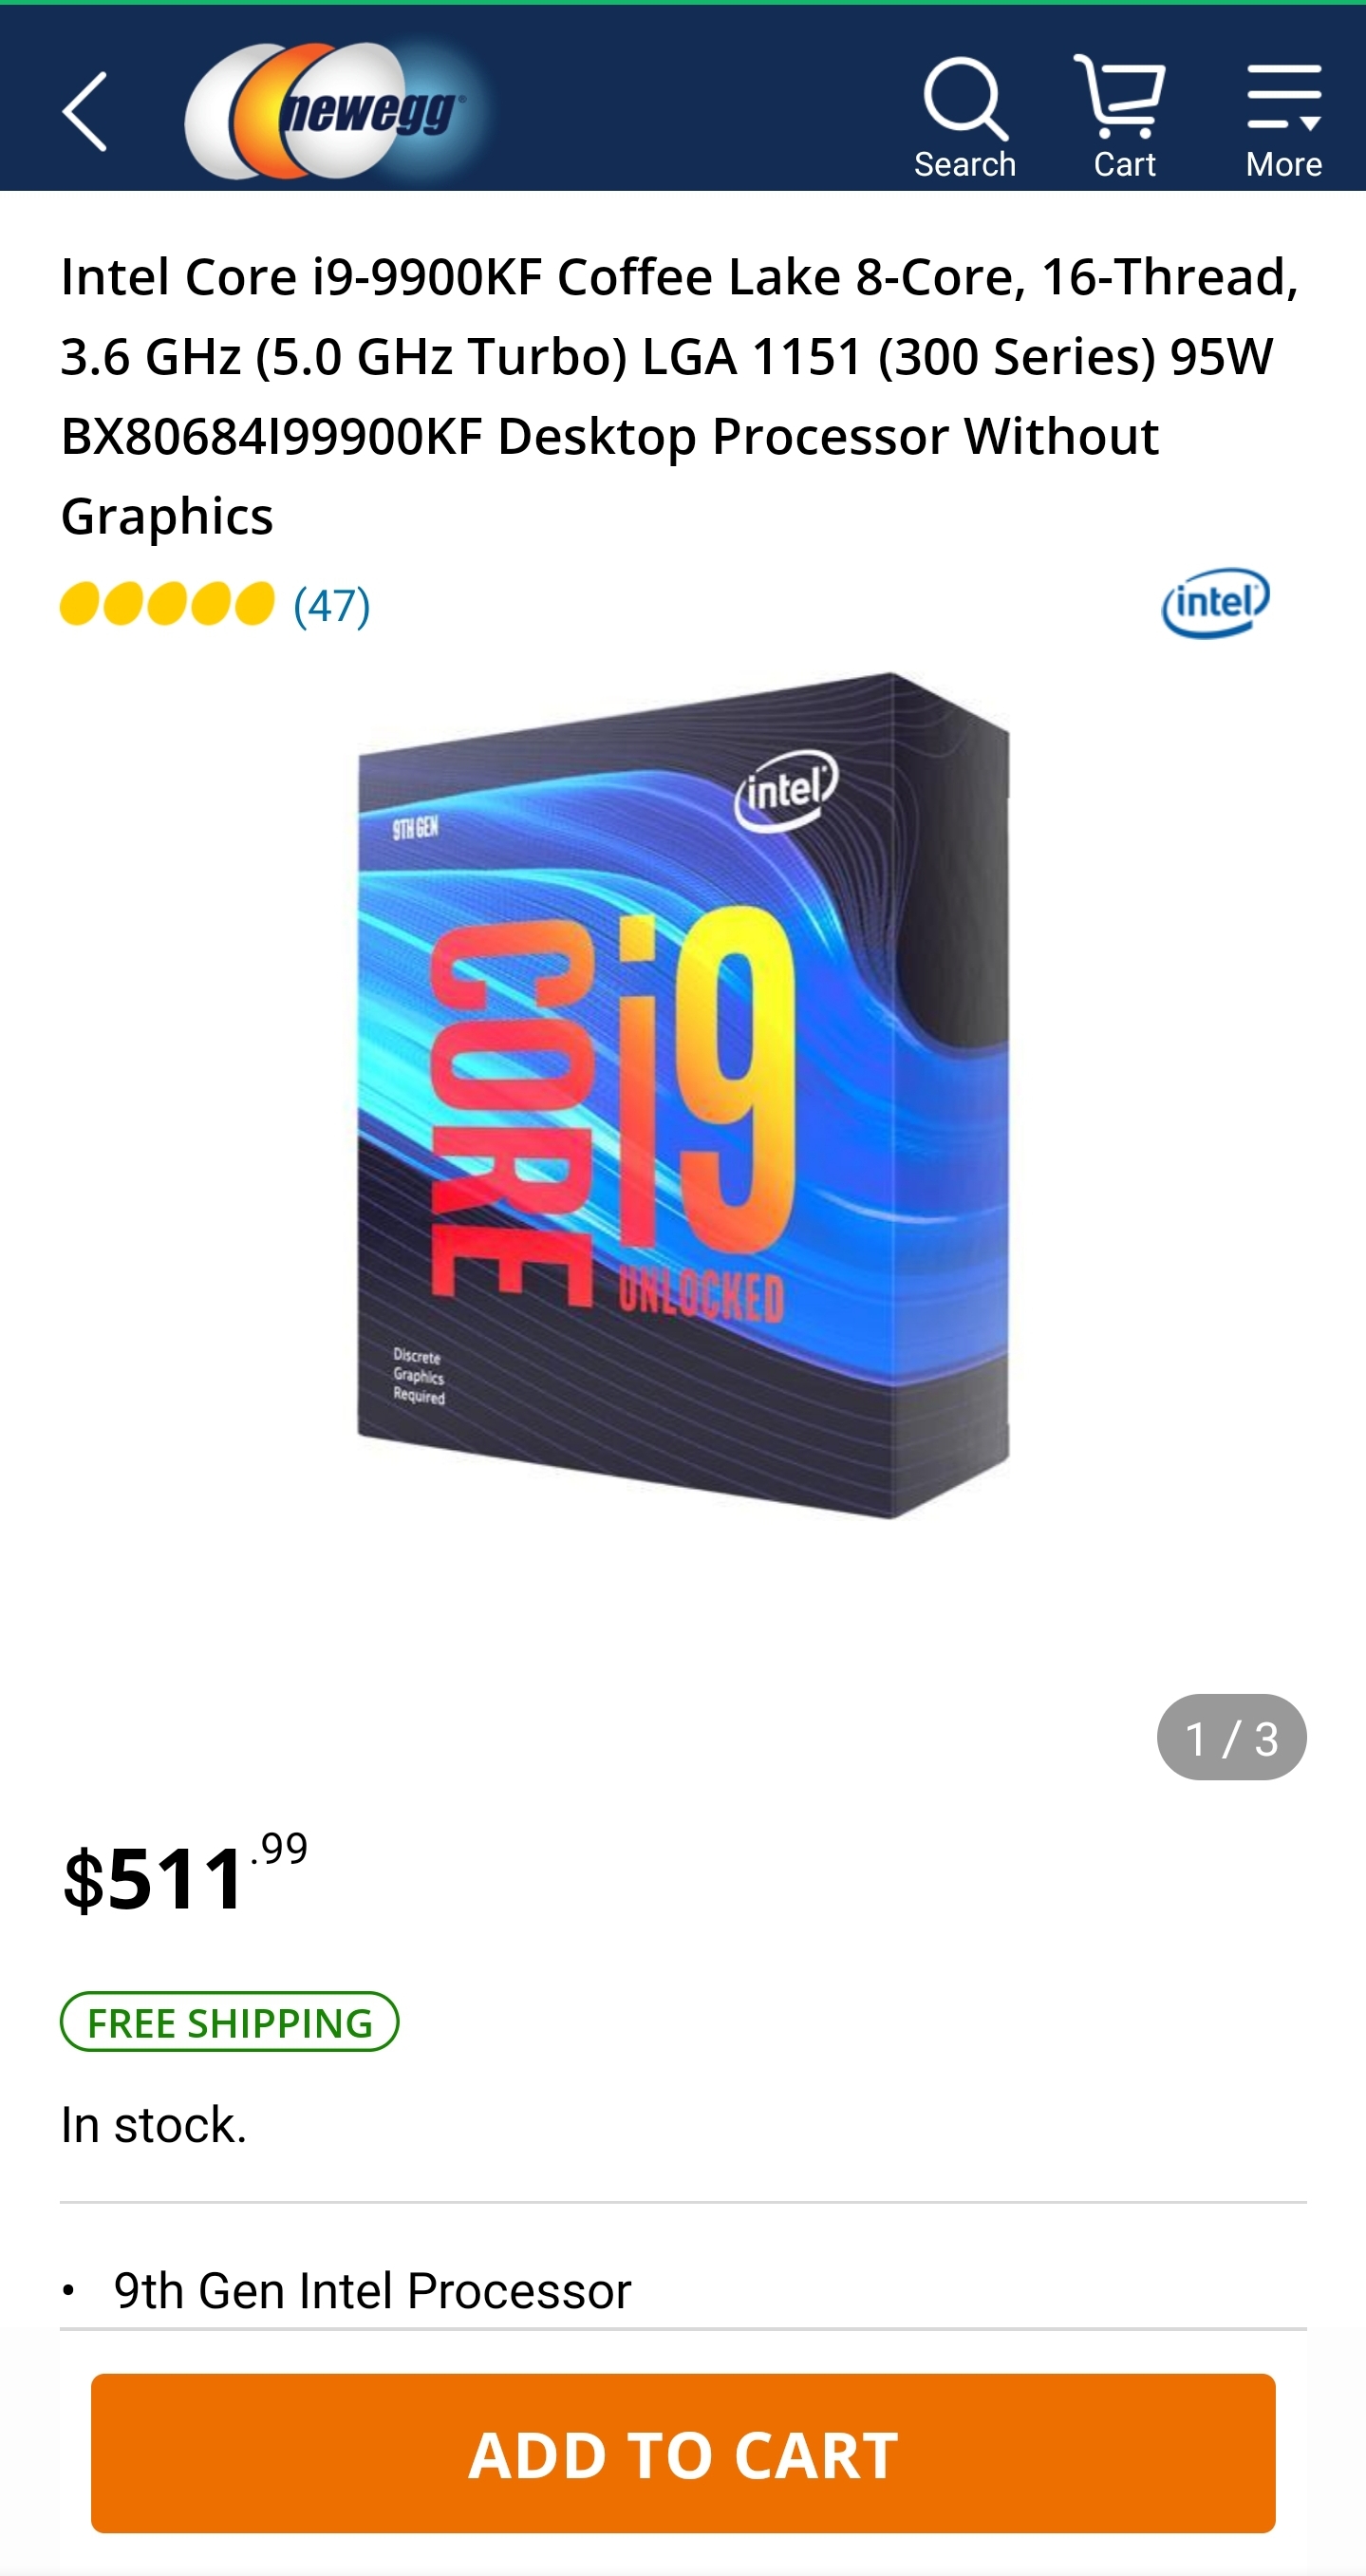 newegg
Search
Cart
More
Intel Core i9-9900KF Coffee Lake 8-Core, 16-Thread,
3.6 GHz (5.0 GHz Turbo) LGA 1151 (300 Series) 95W
BX80684I99900KF Desktop Processor Without
Graphics
(47)
intel
intel
9TH GEN
CORE
i9
UNLOCKED
Discrete
Graphics
Required
1 / 3
$511.99
FREE SHIPPING
In stock.
• 9th Gen Intel Processor
ADD TO CART